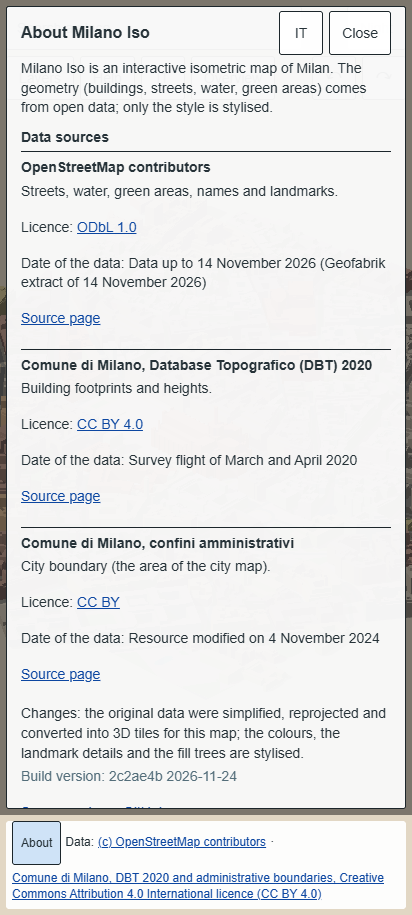 About Milano Iso
IT
Close
Milano Iso is an interactive isometric map of Milan. The
geometry (buildings, streets, water, green areas) comes
from open data; only the style is stylised.
Data sources
OpenStreetMap contributors
Streets, water, green areas, names and landmarks.
Licence: ODbL 1.0
Date of the data: Data up to 14 November 2026 (Geofabrik
extract of 14 November 2026)
Source page
Comune di Milano, Database Topografico (DBT) 2020
Building footprints and heights.
Licence: CC BY 4.0
Date of the data: Survey flight of March and April 2020
Source page
Comune di Milano, confini amministrativi
City boundary (the area of the city map).
Licence: CC BY
Date of the data: Resource modified on 4 November 2024
Source page
Changes: the original data were simplified, reprojected and
converted into 3D tiles for this map; the colours, the
landmark details and the fill trees are stylised.
Build version: 2c2ae4b 2026-11-24
About
Data: (c) OpenStreetMap contributors ·
Comune di Milano, DBT 2020 and administrative boundaries, Creative
Commons Attribution 4.0 International licence (CC BY 4.0)